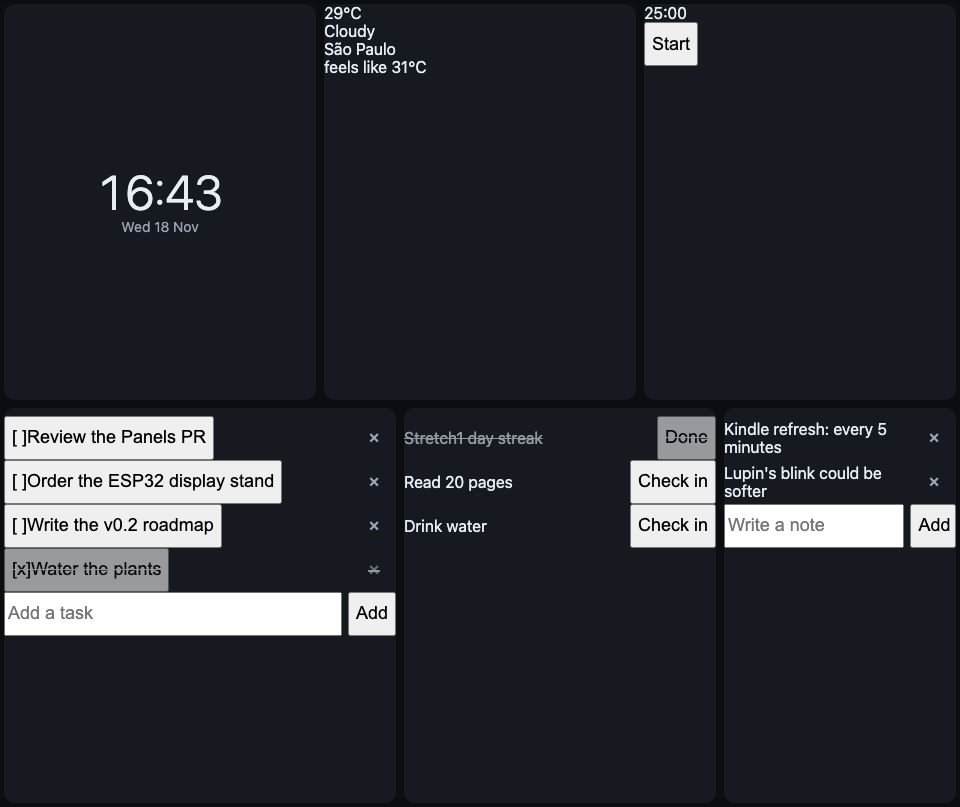 16:43
Wed 18 Nov
29°C
Cloudy
São Paulo
feels like 31°C
25:00
Start
[ ]Review the Panels PR ×
[ ]Order the ESP32 display stand ×
[ ]Write the v0.2 roadmap ×
[x]Water the plants ×
Add a task Add
Stretch1 day streak Done
Read 20 pages Check in
Drink water Check in
Kindle refresh: every 5
minutes ×
Lupin's blink could be
softer ×
Write a note Add